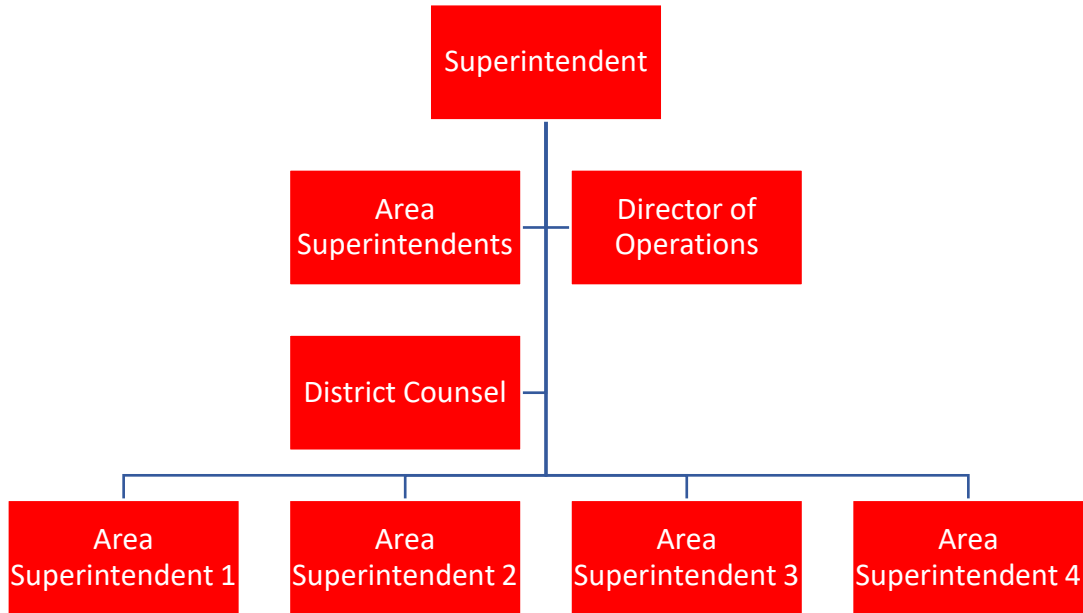 Superintendent
Area
Superintendents
Director of
Operations
District Counsel
Area
Superintendent 1
Area
Superintendent 2
Area
Superintendent 3
Area
Superintendent 4